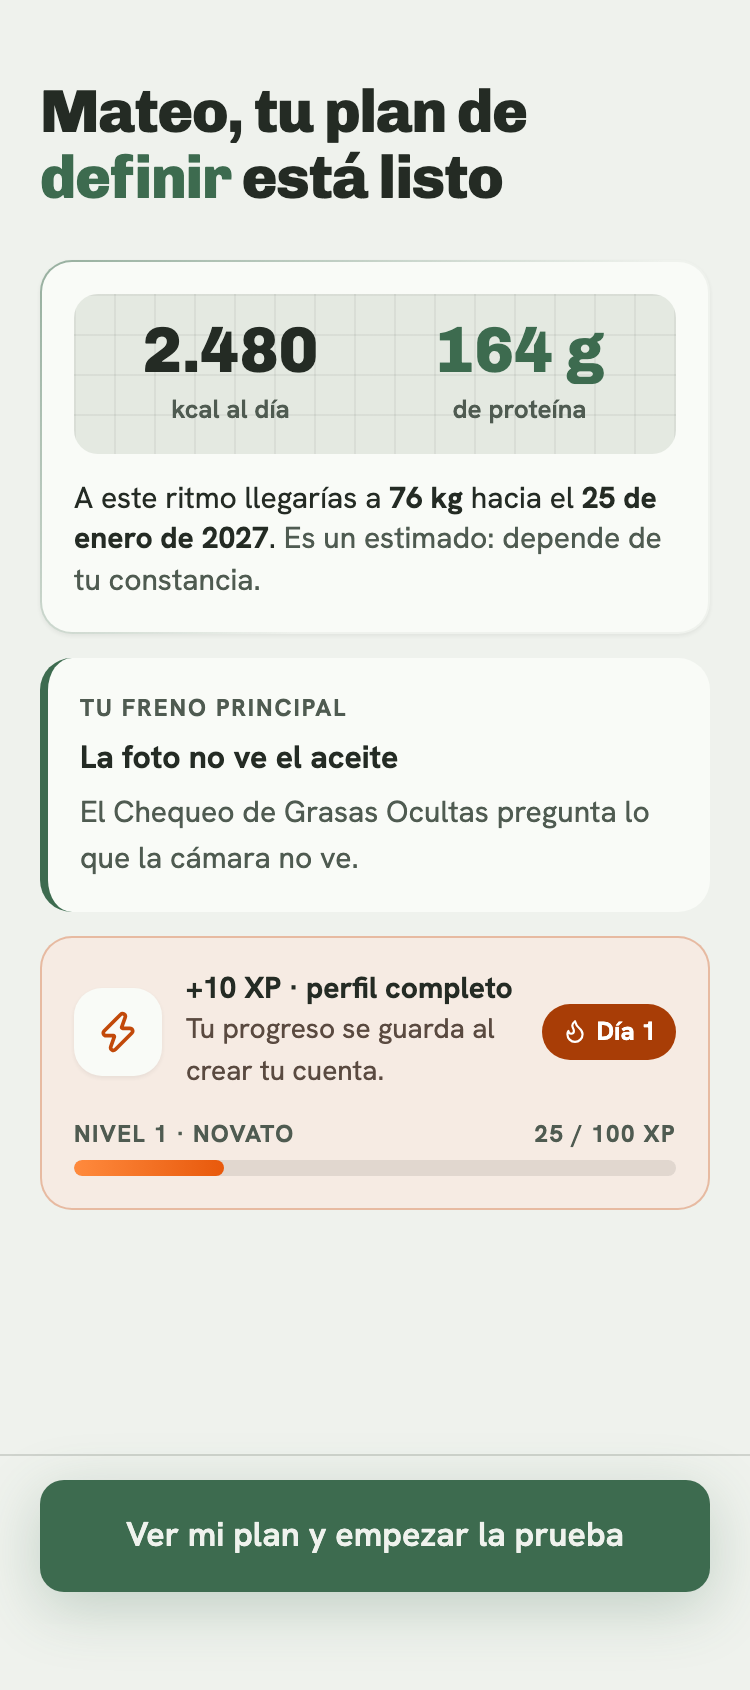 Mateo, tu plan de
definir está listo
2.480
kcal al día
164 g
de proteína
A este ritmo llegarías a 76 kg hacia el 25 de
enero de 2027. Es un estimado: depende de
tu constancia.
TU FRENO PRINCIPAL
La foto no ve el aceite
El Chequeo de Grasas Ocultas pregunta lo
que la cámara no ve.
+10 XP · perfil completo
Tu progreso se guarda al
crear tu cuenta.
Día 1
NIVEL 1 · NOVATO
25 / 100 XP
Ver mi plan y empezar la prueba